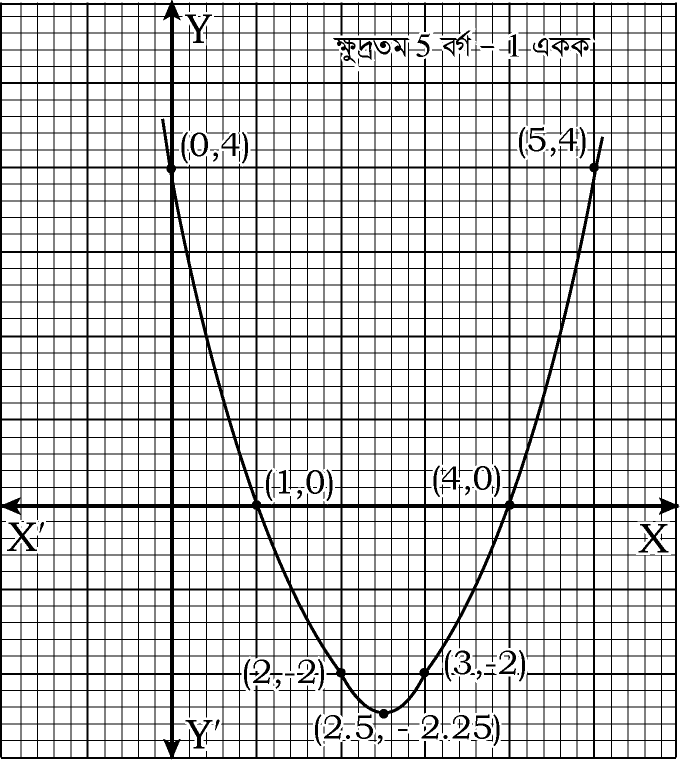 Y
ক্ষুদ্রতম 5 বর্গ – 1 একক
(0,4)
(5,4)
(1,0)
(4,0)
X′
X
(2,-2)
(3,-2)
(2.5, - 2.25)
Y′